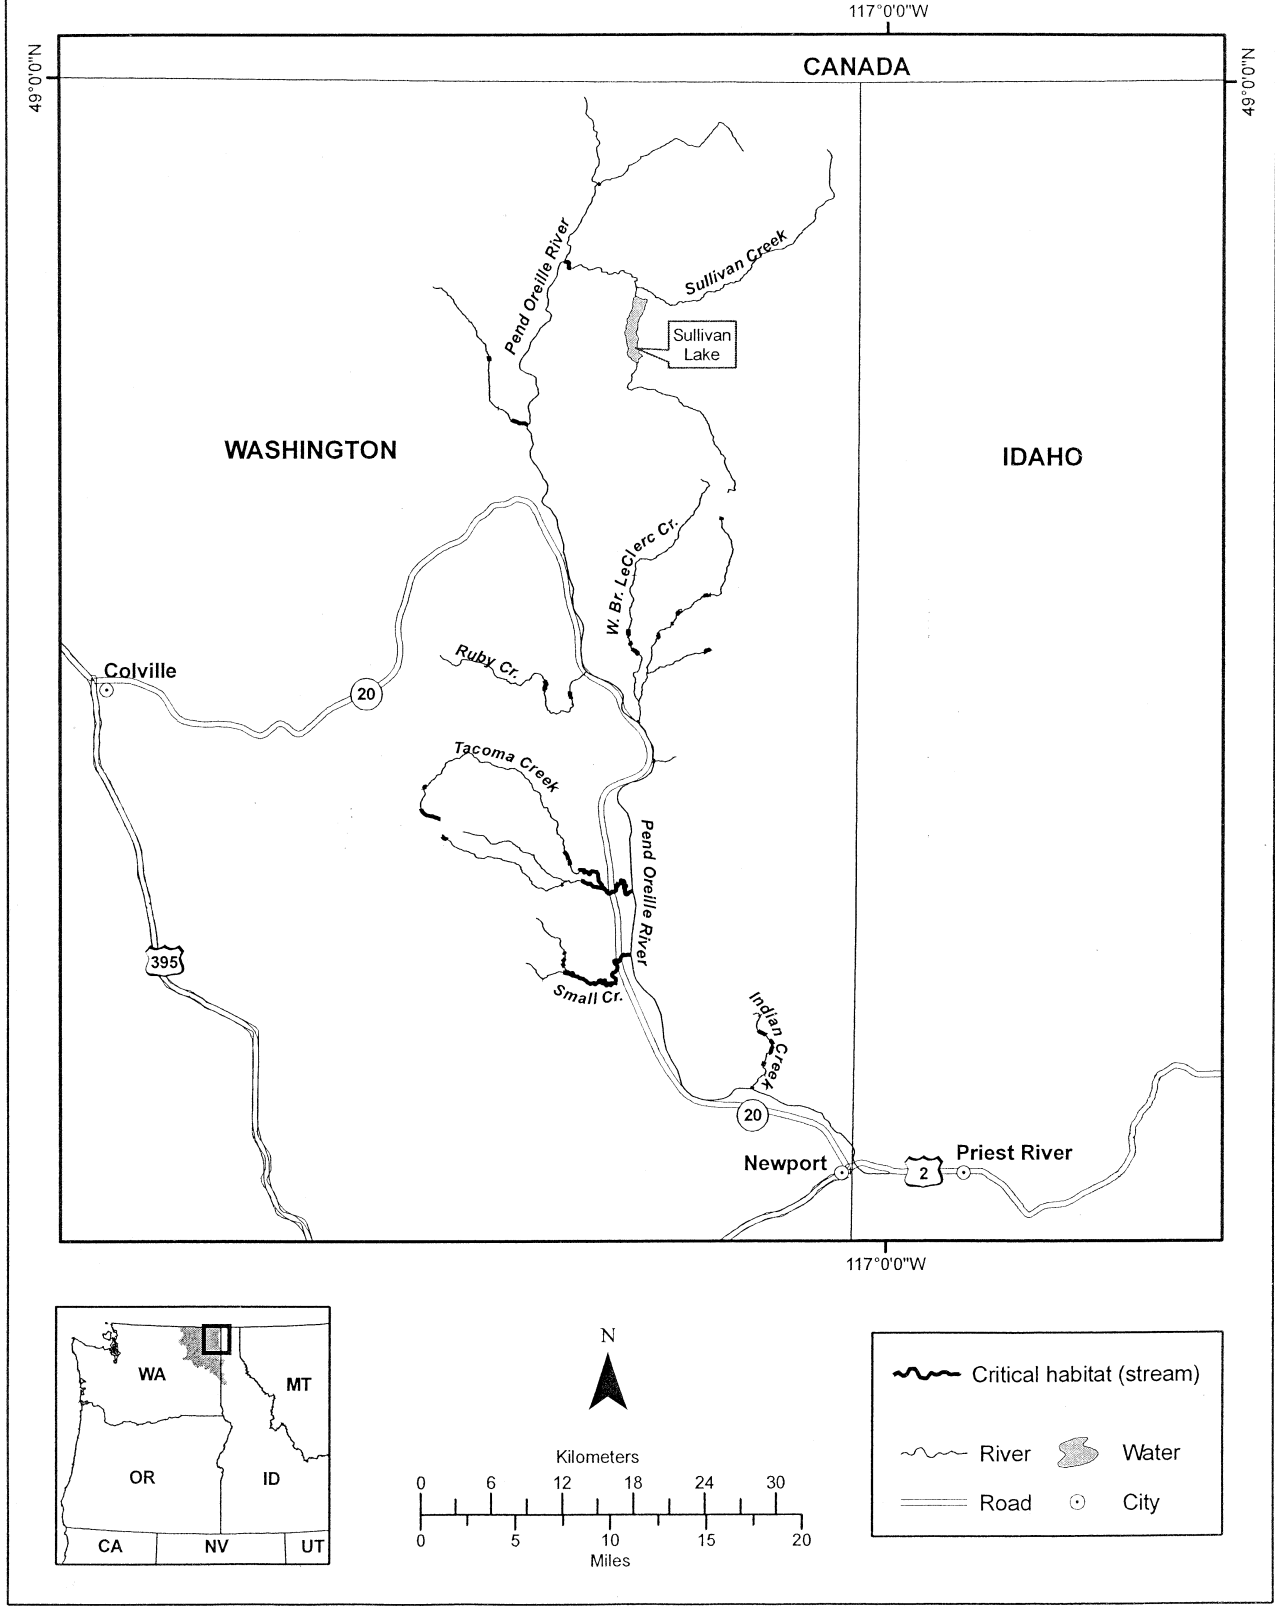 117°0'0"W
49°0'0"N
49°0'0"N
CANADA
Pend Oreille River
Sullivan Creek
Sullivan
Lake
WASHINGTON
IDAHO
W. Br. LeClerc Cr.
Ruby Cr.
Colville
20
Tacoma Creek
Pend Oreille River
395
Small Cr.
Indian Creek
20
Newport
2
Priest River
117°0'0"W
WA
MT
OR
ID
CA
NV
UT
N
Kilometers
0 6 12 18 24 30
0 5 10 15 20
Miles
Critical habitat (stream)
River
Water
Road
City